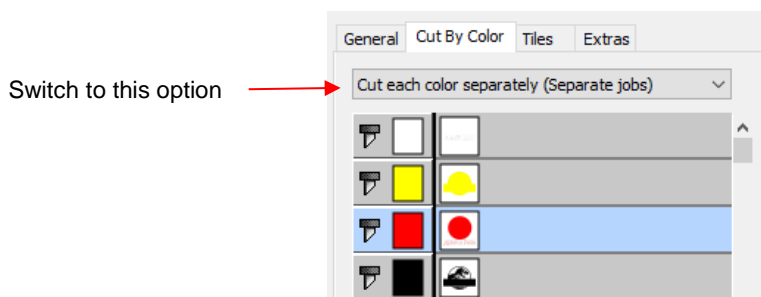 General Cut By Color Tiles Extras
Switch to this option
Cut each color separately (Separate jobs)